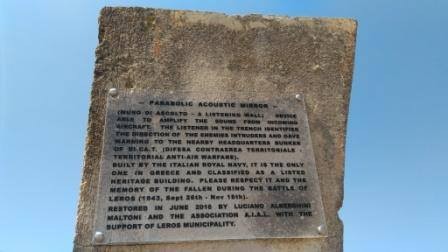 – PARABOLIC ACOUSTIC MIRROR –
(MURO DI ASCOLTO – A LISTENING WALL) DEVICE
ABLE TO AMPLIFY THE SOUND FROM INCOMING
AIRCRAFT. THE LISTENER IN THE TRENCH IDENTIFIES
THE DIRECTION OF THE ENEMIES INTRUDERS AND GAVE
WARNING TO THE NEARBY HEADQUARTERS BUNKER
OF DI.CA.T. (DIFESA CONTRAEREA TERRITORIALE -
TERRITORIAL ANTI-AIR WARFARE).
BUILT BY THE ITALIAN ROYAL NAVY, IT IS THE ONLY
ONE IN GREECE AND CLASSIFIED AS A LISTED
HERITAGE BUILDING. PLEASE RESPECT IT AND THE
MEMORY OF THE FALLEN DURING THE BATTLE OF
LEROS (1943, Sept 26th - Nov 16th).
RESTORED IN JUNE 2016 BY LUCIANO ALBERGHINI
MALTONI AND THE ASSOCIATION A.I.A.L. WITH THE
SUPPORT OF LEROS MUNICIPALITY.